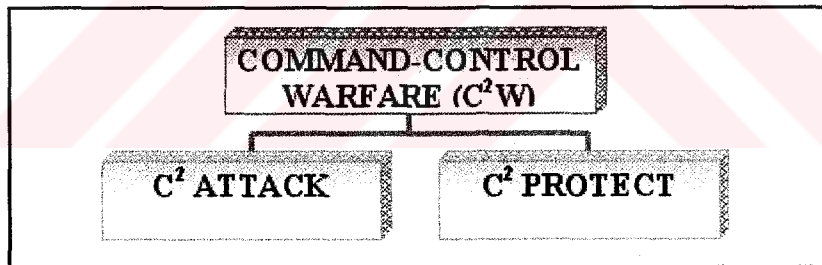 COMMAND-CONTROL
WARFARE (C²W)
C² ATTACK
C² PROTECT